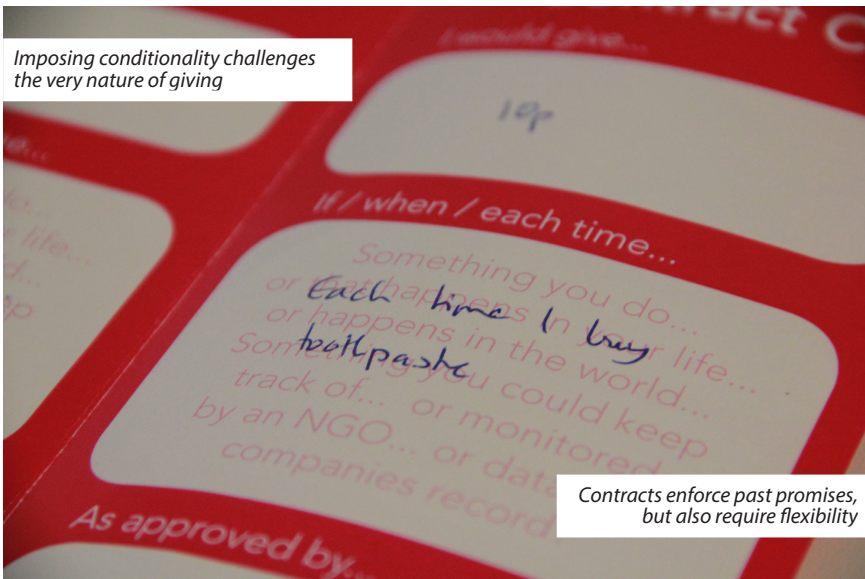 Contract C
Imposing conditionality challenges
the very nature of giving
I would give...
10p
If / when / each time...
Something you do...
or that happens in your life...
or happens in the world...
Something you could keep
track of... or monitored
by an NGO... or data
companies record
Each time I buy
toothpaste
life...
Contracts enforce past promises,
but also require flexibility
As approved by...